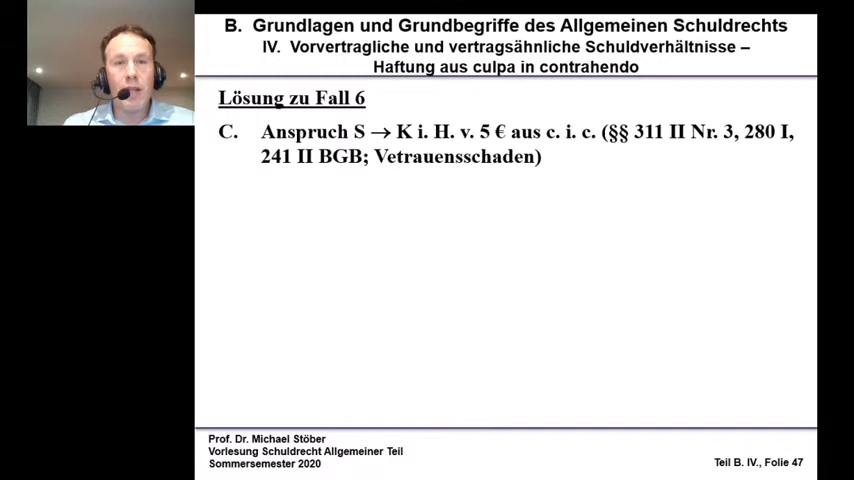 B. Grundlagen und Grundbegriffe des Allgemeinen Schuldrechts
IV. Vorvertragliche und vertragsähnliche Schuldverhältnisse –
Haftung aus culpa in contrahendo
Lösung zu Fall 6
C. Anspruch S → K i. H. v. 5 € aus c. i. c. (§§ 311 II Nr. 3, 280 I,
241 II BGB; Vetrauensschaden)
Prof. Dr. Michael Stöber
Vorlesung Schuldrecht Allgemeiner Teil
Sommersemester 2020
Teil B. IV., Folie 47